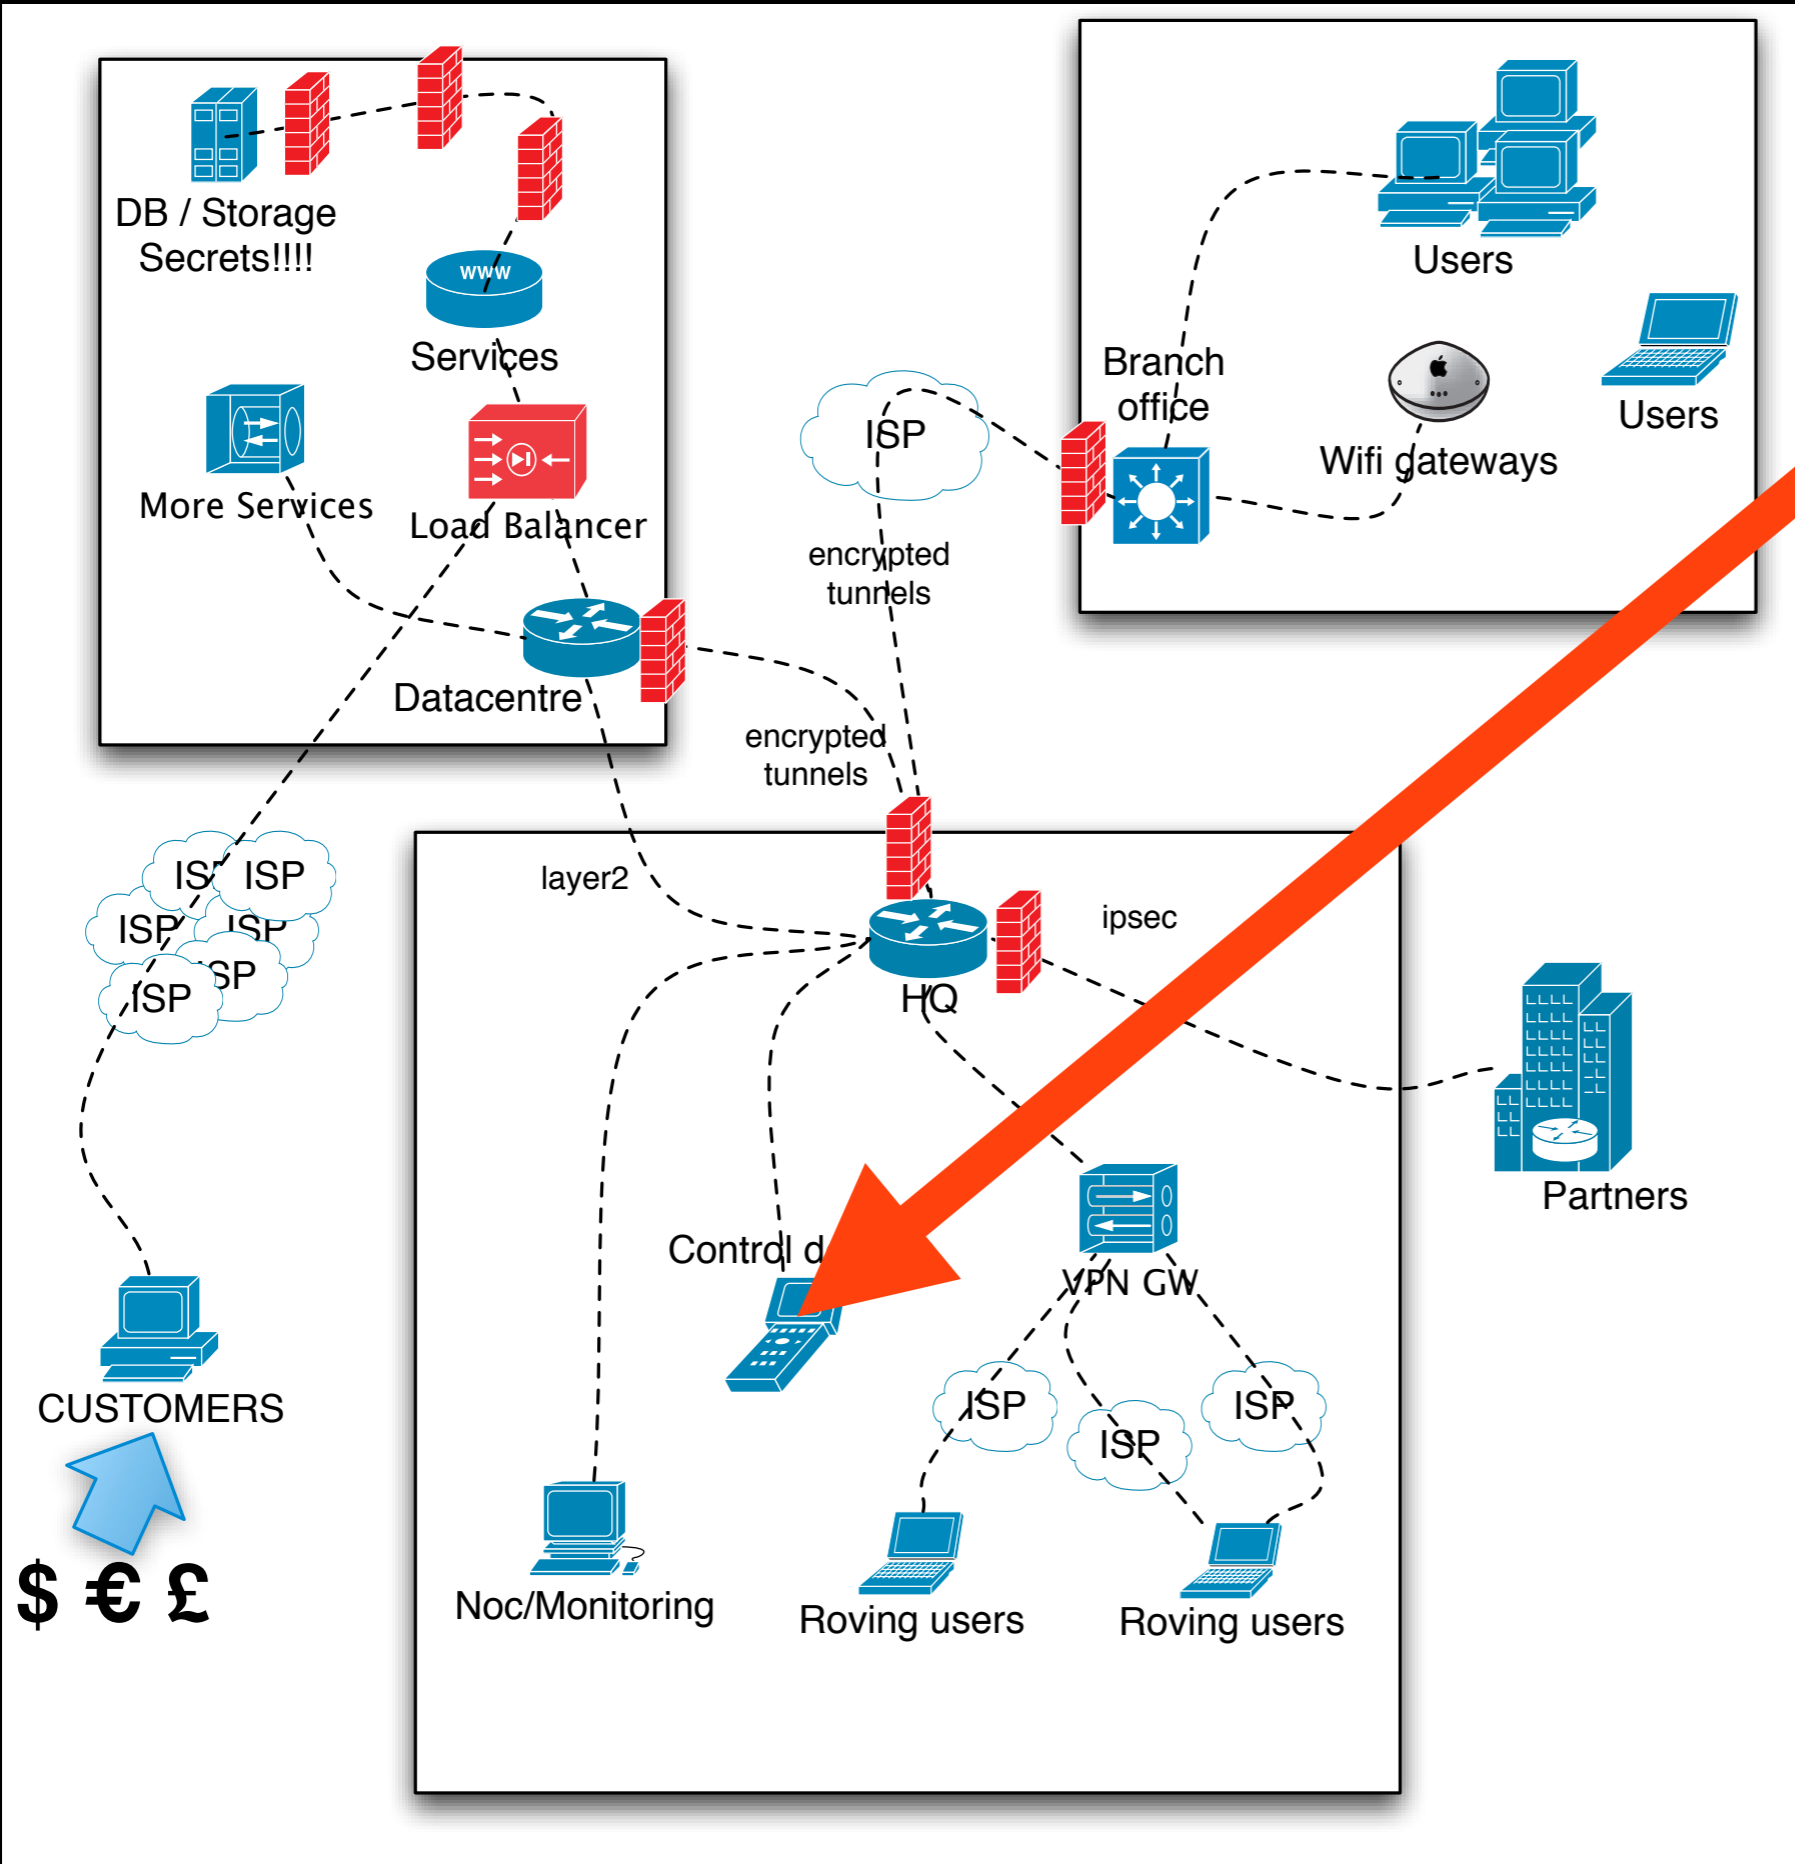 DB / Storage
Secrets!!!!
www
Services
More Services
Load Balancer
Datacentre
Users
Branch
office
Users
Wifi gateways
ISP
encrypted
tunnels
encrypted
tunnels
ISP
ISP
ISP
ISP
ISP
layer2
HQ
ipsec
Partners
Control
VPN GW
ISP
ISP
ISP
CUSTOMERS
$ € £
Noc/Monitoring
Roving users
Roving users